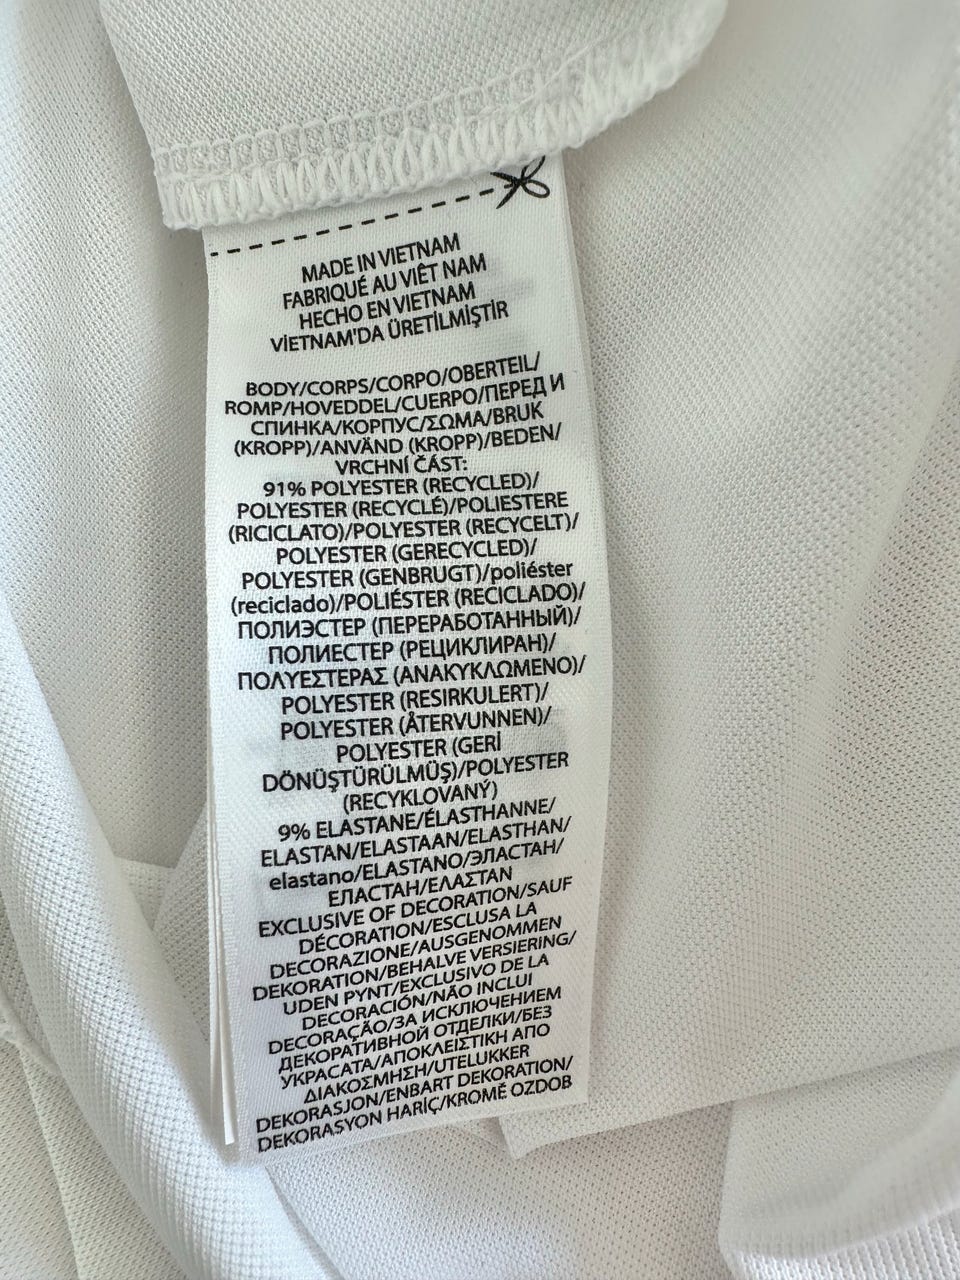 MADE IN VIETNAM
FABRIQUÉ AU VIÊT NAM
HECHO EN VIETNAM
VİETNAM'DA ÜRETİLMİŞTİR
BODY/CORPS/CORPO/OBERTEIL/
ROMP/HOVEDDEL/CUERPO/ПЕРЕД И
СПИНКА/КОРПУС/ΣΩΜΑ/BRUK
(KROPP)/ANVÄND (KROPP)/BEDEN/
VRCHNÍ ČÁST:
91% POLYESTER (RECYCLED)/
POLYESTER (RECYCLÉ)/POLIESTERE
(RICICLATO)/POLYESTER (RECYCELT)/
POLYESTER (GERECYCLED)/
POLYESTER (GENBRUGT)/poliéster
(reciclado)/POLIÉSTER (RECICLADO)/
ПОЛИЭСТЕР (ПЕРЕРАБОТАННЫЙ)/
ПОЛИЕСТЕР (РЕЦИКЛИРАН)/
ΠΟΛΥΕΣΤΕΡΑΣ (ΑΝΑΚΥΚΛΩΜΕΝΟ)/
POLYESTER (RESIRKULERT)/
POLYESTER (ÅTERVUNNEN)/
POLYESTER (GERİ
DÖNÜŞTÜRÜLMÜŞ)/POLYESTER
(RECYKLOVANÝ)
9% ELASTANE/ÉLASTHANNE/
ELASTAN/ELASTAAN/ELASTHAN/
elastano/ELASTANO/ЭЛАСТАН/
ЕЛАСТАН/ΕΛΑΣΤΑΝ
EXCLUSIVE OF DECORATION/SAUF
DÉCORATION/ESCLUSA LA
DECORAZIONE/AUSGENOMMEN
DEKORATION/BEHALVE VERSIERING/
UDEN PYNT/EXCLUSIVO DE LA
DECORACIÓN/NÃO INCLUI
DECORAÇÃO/ЗА ИСКЛЮЧЕНИЕМ
ДЕКОРАТИВНОЙ ОТДЕЛКИ/БЕЗ
УКРАСАТА/ΑΠΟΚΛΕΙΣΤΙΚΗ ΑΠΟ
ΔΙΑΚΟΣΜΗΣΗ/UTELUKKER
DEKORASJON/ENBART DEKORATION/
DEKORASYON HARİÇ/KROMĚ OZDOB